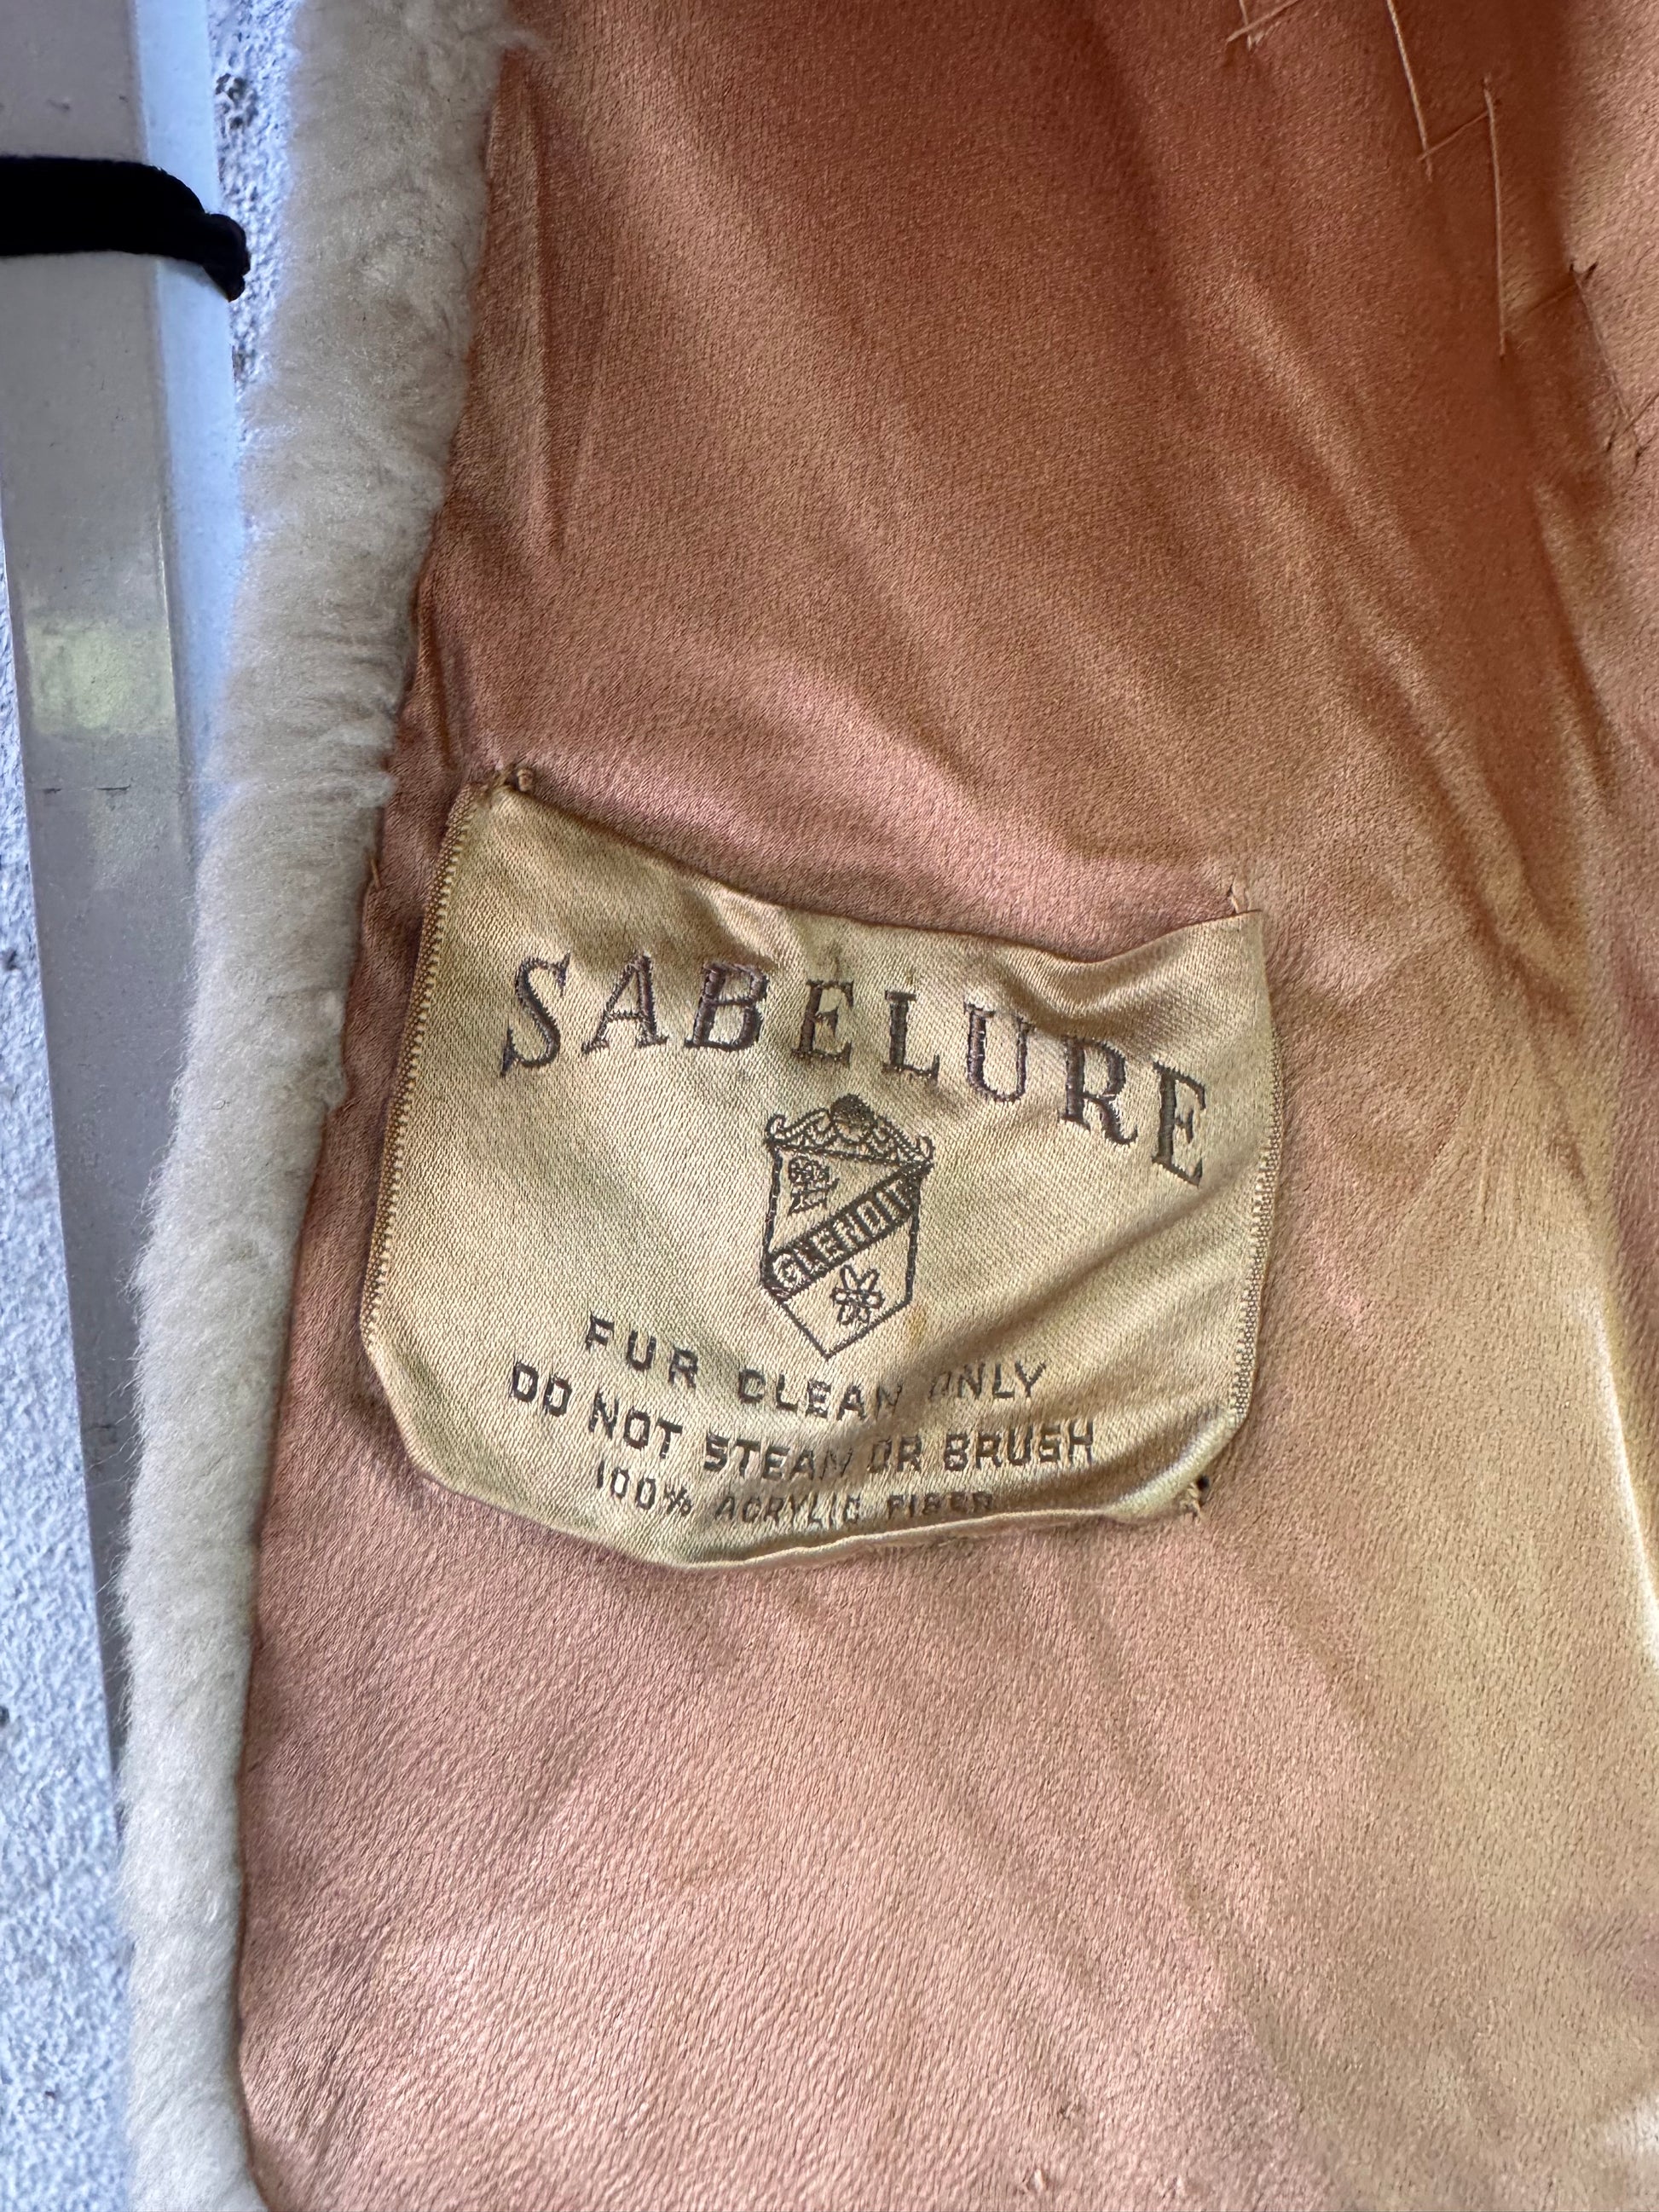 SABELURE
GLENOIT
FUR CLEAN ONLY
DO NOT STEAM OR BRUSH
100% ACRYLIC FIBER